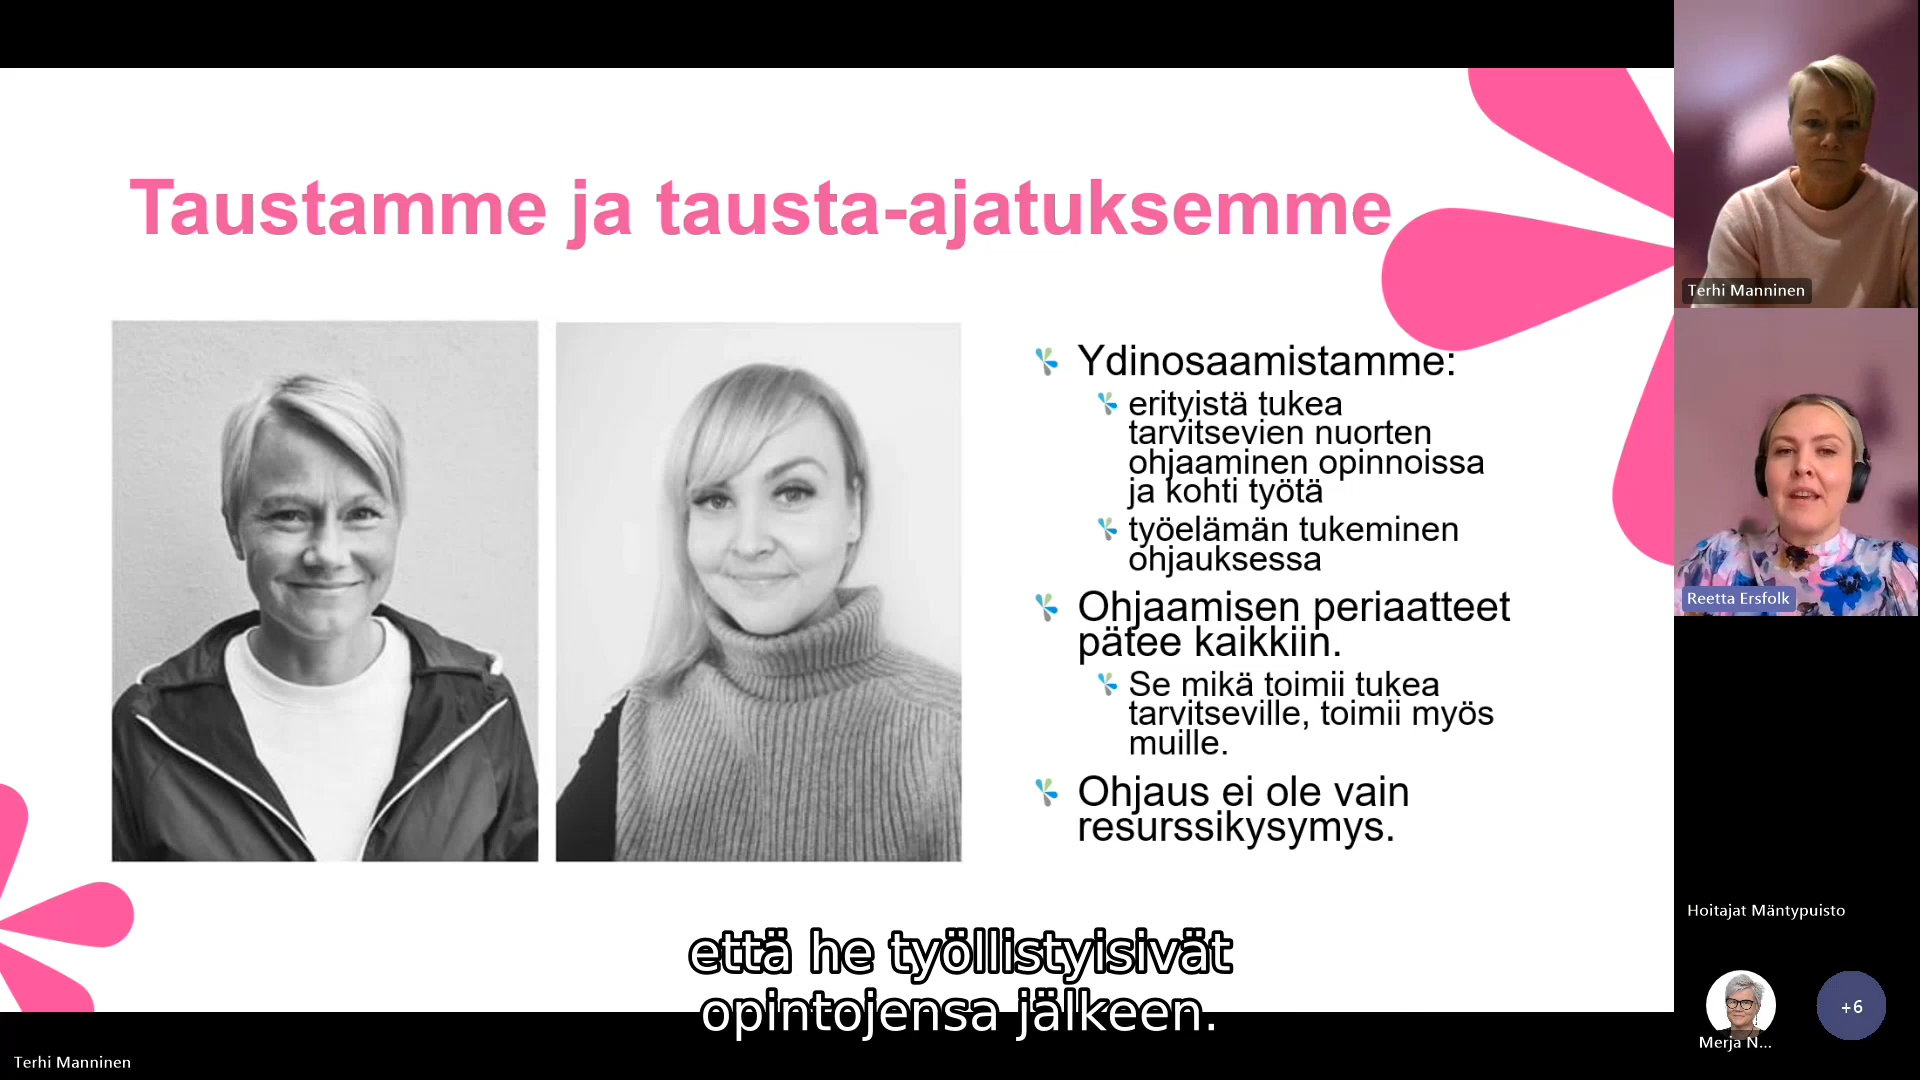 Taustamme ja tausta-ajatuksemme
Ydinosaamistamme:
erityistä tukea
tarvitsevien nuorten
ohjaaminen opinnoissa
ja kohti työtä
työelämän tukeminen
ohjauksessa
Ohjaamisen periaatteet
pätee kaikkiin.
Se mikä toimii tukea
tarvitseville, toimii myös
muille.
Ohjaus ei ole vain
resurssikysymys.
että he työllistyisivät
opintojensa jälkeen.
Terhi Manninen
Terhi Manninen
Reetta Ersfolk
Hoitajat Mäntypuisto
+6
Merja N...